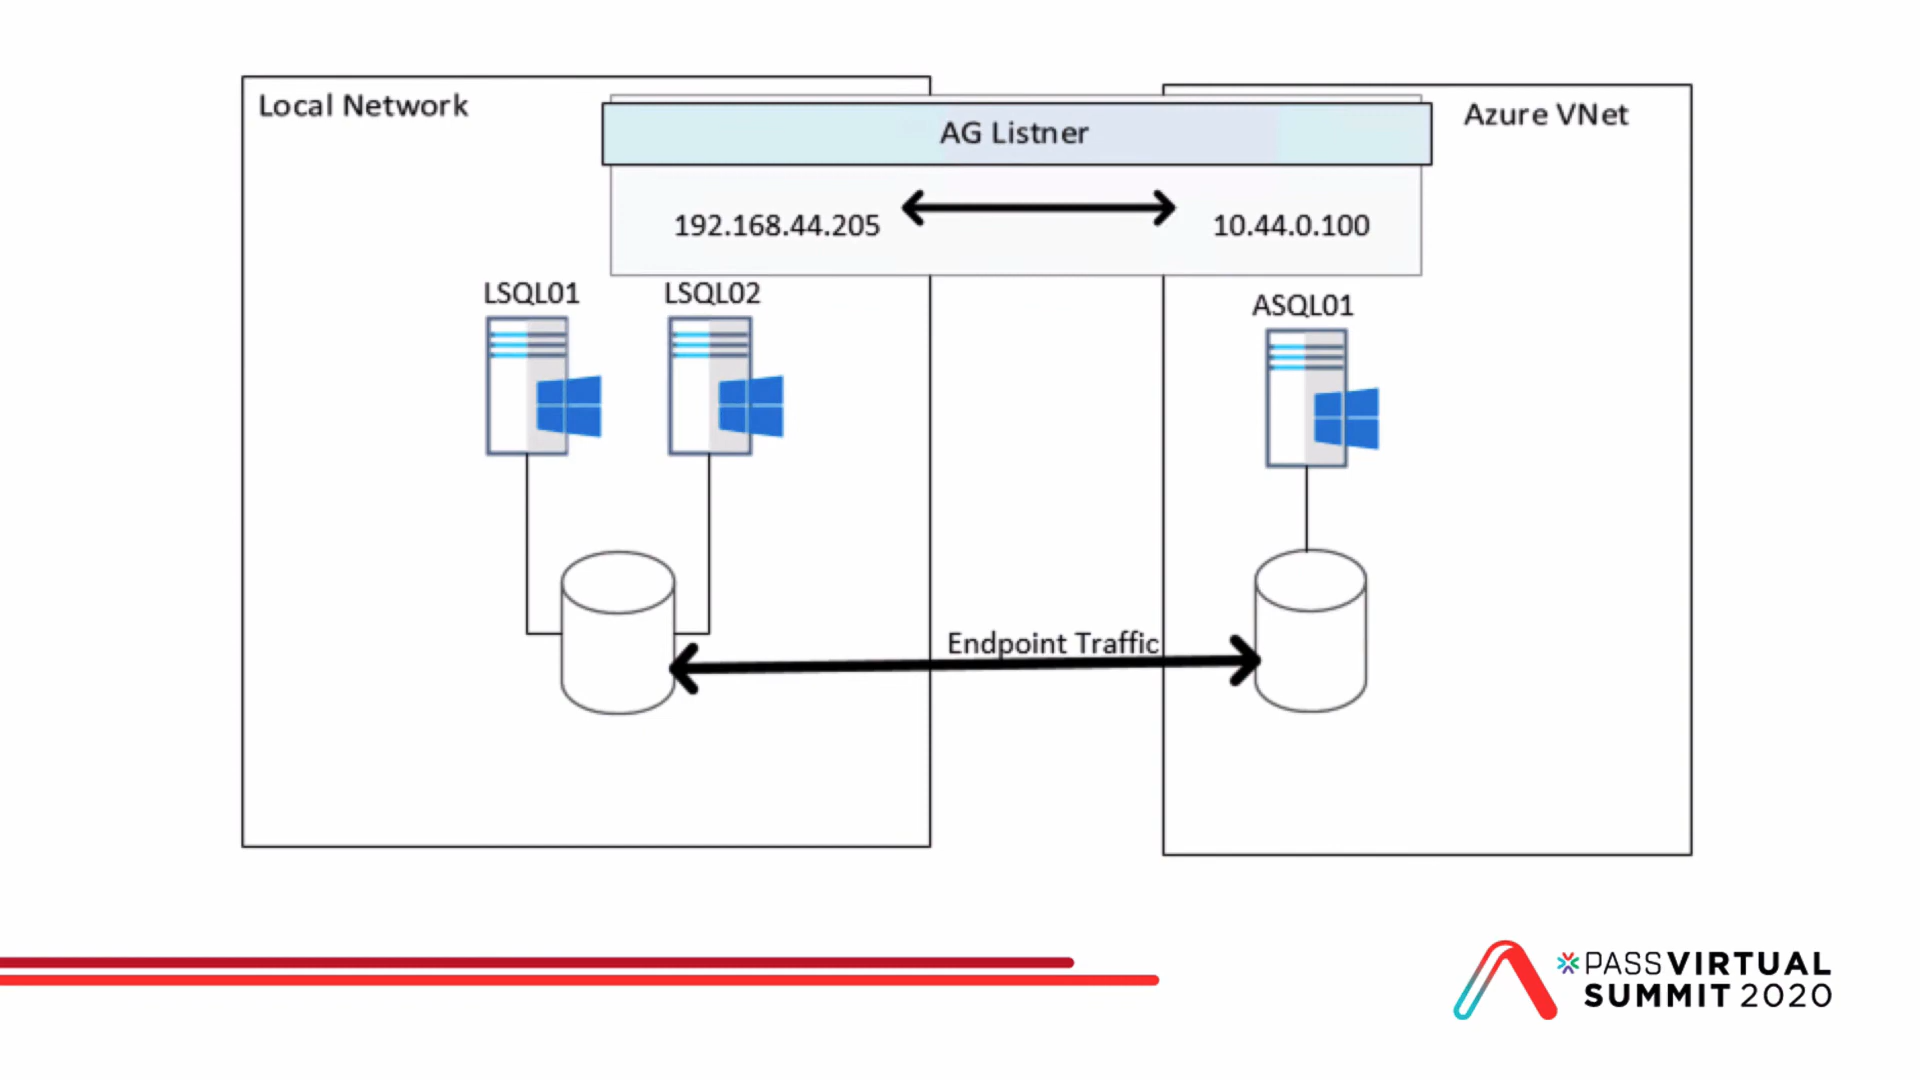 Local Network
Azure VNet
AG Listner
192.168.44.205
10.44.0.100
LSQL01
LSQL02
ASQL01
Endpoint Traffic
PASS VIRTUAL
SUMMIT 2020